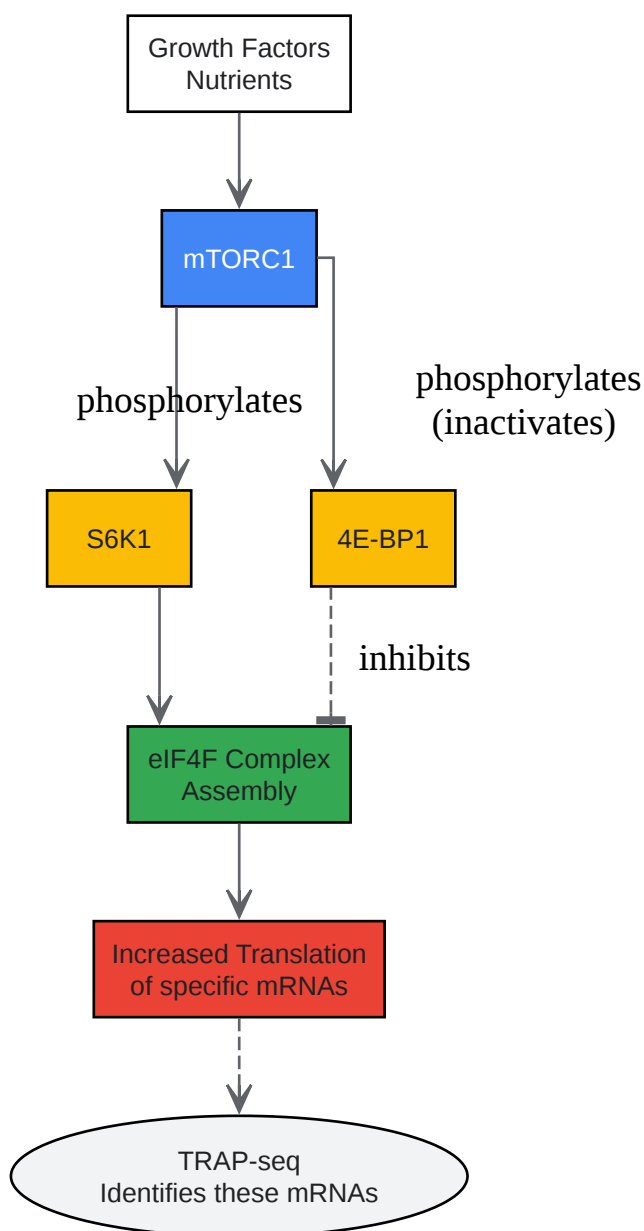 Growth Factors
Nutrients
mTORC1
phosphorylates
phosphorylates
(inactivates)
S6K1
4E-BP1
inhibits
eIF4F Complex
Assembly
Increased Translation
of specific mRNAs
TRAP-seq
Identifies these mRNAs